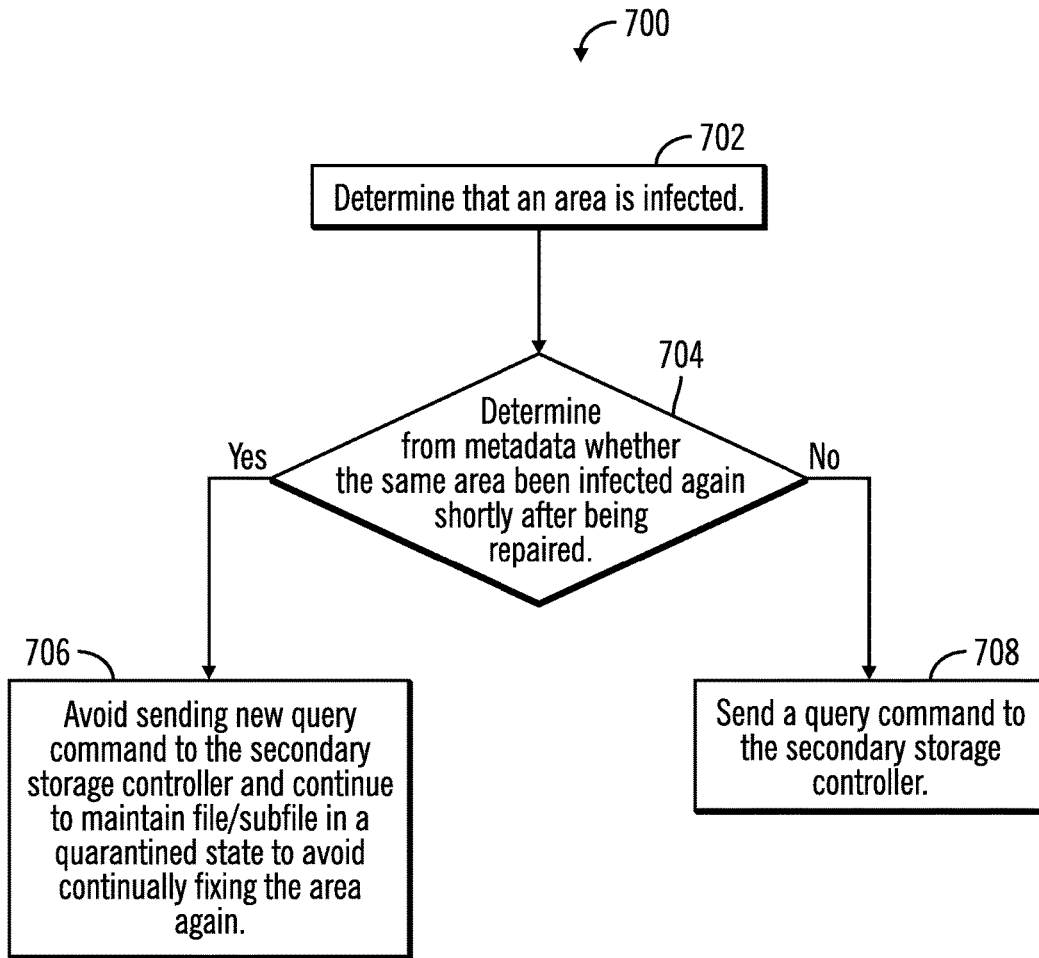 700
702
Determine that an area is infected.
704
Determine
from metadata whether
the same area been infected again
shortly after being
repaired.
Yes
No
706
Avoid sending new query
command to the secondary
storage controller and continue
to maintain file/subfile in a
quarantined state to avoid
continually fixing the area
again.
708
Send a query command to
the secondary storage
controller.